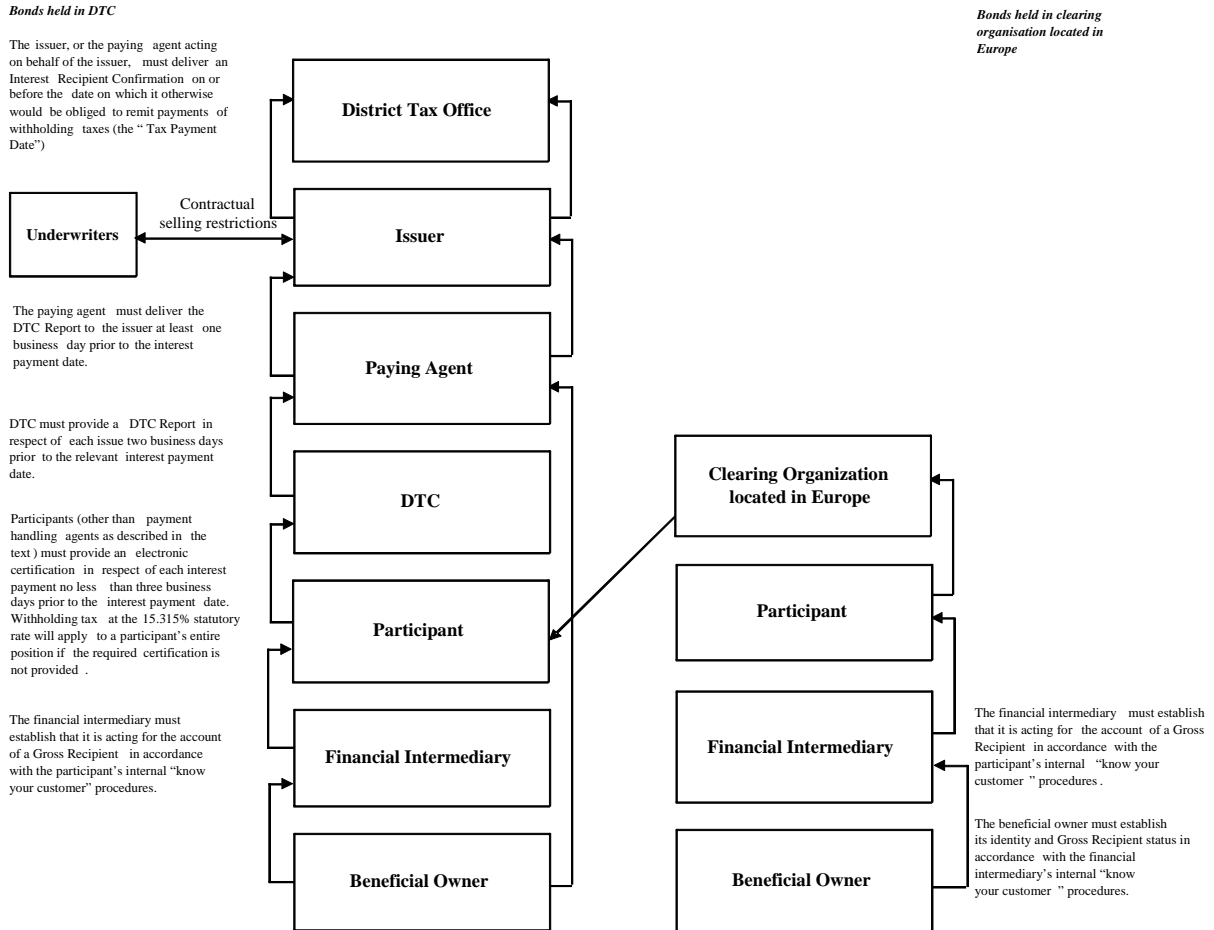 Bonds held in DTC
The issuer, or the paying agent acting
on behalf of the issuer, must deliver an
Interest Recipient Confirmation on or
before the date on which it otherwise
would be obliged to remit payments of
withholding taxes (the “ Tax Payment
Date”)
Bonds held in clearing
organisation located in
Europe
District Tax Office
Underwriters
Contractual
selling restrictions
Issuer
The paying agent must deliver the
DTC Report to the issuer at least one
business day prior to the interest
payment date.
Paying Agent
DTC must provide a DTC Report in
respect of each issue two business days
prior to the relevant interest payment
date.
DTC
Clearing Organization
located in Europe
Participants (other than payment
handling agents as described in the
text ) must provide an electronic
certification in respect of each interest
payment no less than three business
days prior to the interest payment date.
Withholding tax at the 15.315% statutory
rate will apply to a participant’s entire
position if the required certification is
not provided .
Participant
Participant
The financial intermediary must
establish that it is acting for the account
of a Gross Recipient in accordance
with the participant’s internal “know
your customer” procedures.
Financial Intermediary
Financial Intermediary
The financial intermediary must establish
that it is acting for the account of a Gross
Recipient in accordance with the
participant’s internal “know your
customer ” procedures .
Beneficial Owner
Beneficial Owner
The beneficial owner must establish
its identity and Gross Recipient status in
accordance with the financial
intermediary’s internal “know
your customer ” procedures.